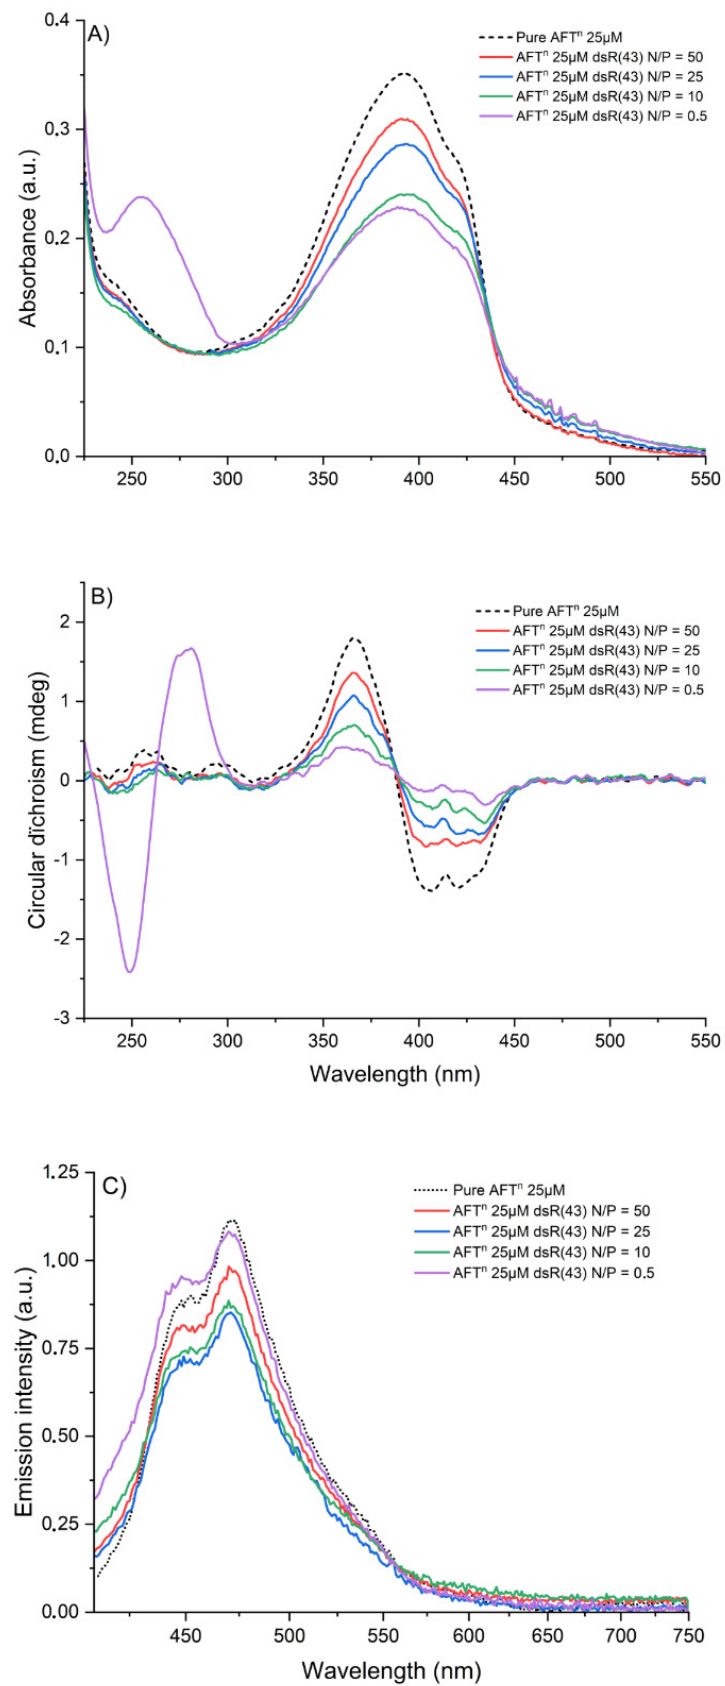 A)
Pure AFTⁿ 25µM
AFTⁿ 25µM dsR(43) N/P = 50
AFTⁿ 25µM dsR(43) N/P = 25
AFTⁿ 25µM dsR(43) N/P = 10
AFTⁿ 25µM dsR(43) N/P = 0.5
Absorbance (a.u.)
0.4
0.3
0.2
0.1
0.0
250 300 350 400 450 500 550
B)
Pure AFTⁿ 25µM
AFTⁿ 25µM dsR(43) N/P = 50
AFTⁿ 25µM dsR(43) N/P = 25
AFTⁿ 25µM dsR(43) N/P = 10
AFTⁿ 25µM dsR(43) N/P = 0.5
Circular dichroism (mdeg)
2
1
0
-1
-2
-3
250 300 350 400 450 500 550
Wavelength (nm)
C)
Pure AFTⁿ 25µM
AFTⁿ 25µM dsR(43) N/P = 50
AFTⁿ 25µM dsR(43) N/P = 25
AFTⁿ 25µM dsR(43) N/P = 10
AFTⁿ 25µM dsR(43) N/P = 0.5
Emission intensity (a.u.)
1.25
1.00
0.75
0.50
0.25
0.00
450 500 550 600 650 700 750
Wavelength (nm)